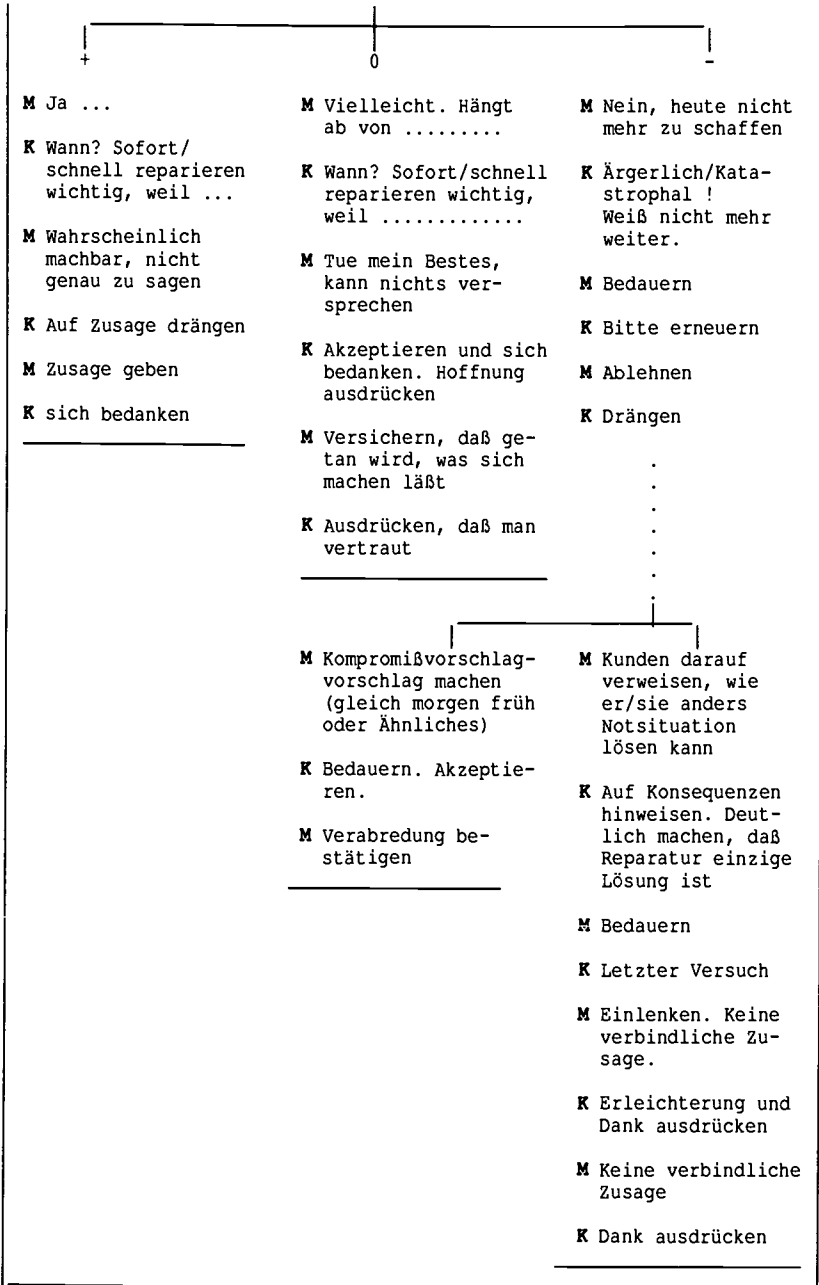 +
0
-
M Ja ...
K Wann? Sofort/
schnell reparieren
wichtig, weil ...
M Wahrscheinlich
machbar, nicht
genau zu sagen
K Auf Zusage drängen
M Zusage geben
K sich bedanken
M Vielleicht. Hängt
ab von .........
K Wann? Sofort/schnell
reparieren wichtig,
weil .............
M Tue mein Bestes,
kann nichts ver-
sprechen
K Akzeptieren und sich
bedanken. Hoffnung
ausdrücken
M Versichern, daß ge-
tan wird, was sich
machen läßt
K Ausdrücken, daß man
vertraut
M Nein, heute nicht
mehr zu schaffen
K Ärgerlich/Kata-
strophal !
Weiß nicht mehr
weiter.
M Bedauern
K Bitte erneuern
M Ablehnen
K Drängen
M Kompromißvorschlag-
vorschlag machen
(gleich morgen früh
oder Ähnliches)
K Bedauern. Akzeptie-
ren.
M Verabredung be-
stätigen
M Kunden darauf
verweisen, wie
er/sie anders
Notsituation
lösen kann
K Auf Konsequenzen
hinweisen. Deut-
lich machen, daß
Reparatur einzige
Lösung ist
M Bedauern
K Letzter Versuch
M Einlenken. Keine
verbindliche Zu-
sage.
K Erleichterung und
Dank ausdrücken
M Keine verbindliche
Zusage
K Dank ausdrücken